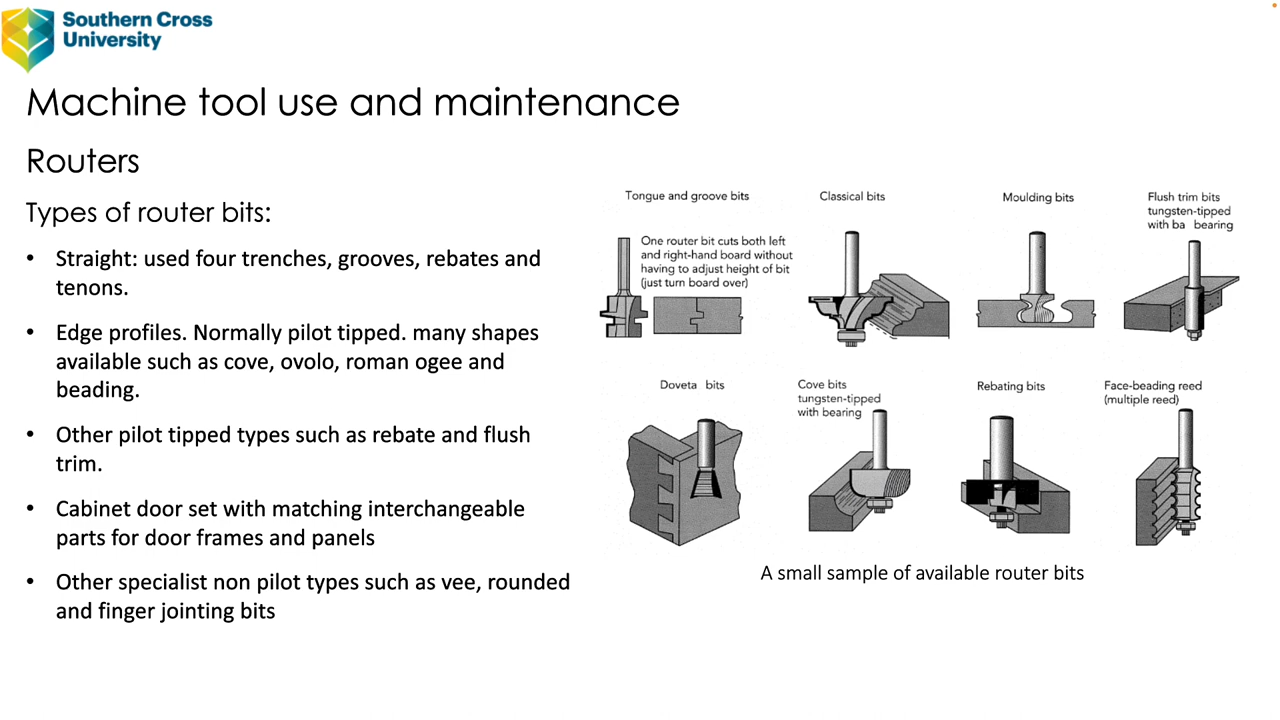 Southern Cross
University
Machine tool use and maintenance
Routers
Types of router bits:
• Straight: used four trenches, grooves, rebates and
tenons.
• Edge profiles. Normally pilot tipped. many shapes
available such as cove, ovolo, roman ogee and
beading.
• Other pilot tipped types such as rebate and flush
trim.
• Cabinet door set with matching interchangeable
parts for door frames and panels
• Other specialist non pilot types such as vee, rounded
and finger jointing bits
Tongue and groove bits
One router bit cuts both left
and right-hand board without
having to adjust height of bit
(just turn board over)
Classical bits
Moulding bits
Flush trim bits
tungsten-tipped
with ba bearing
Doveta bits
Cove bits
tungsten-tipped
with bearing
Rebating bits
Face-beading reed
(multiple reed)
A small sample of available router bits